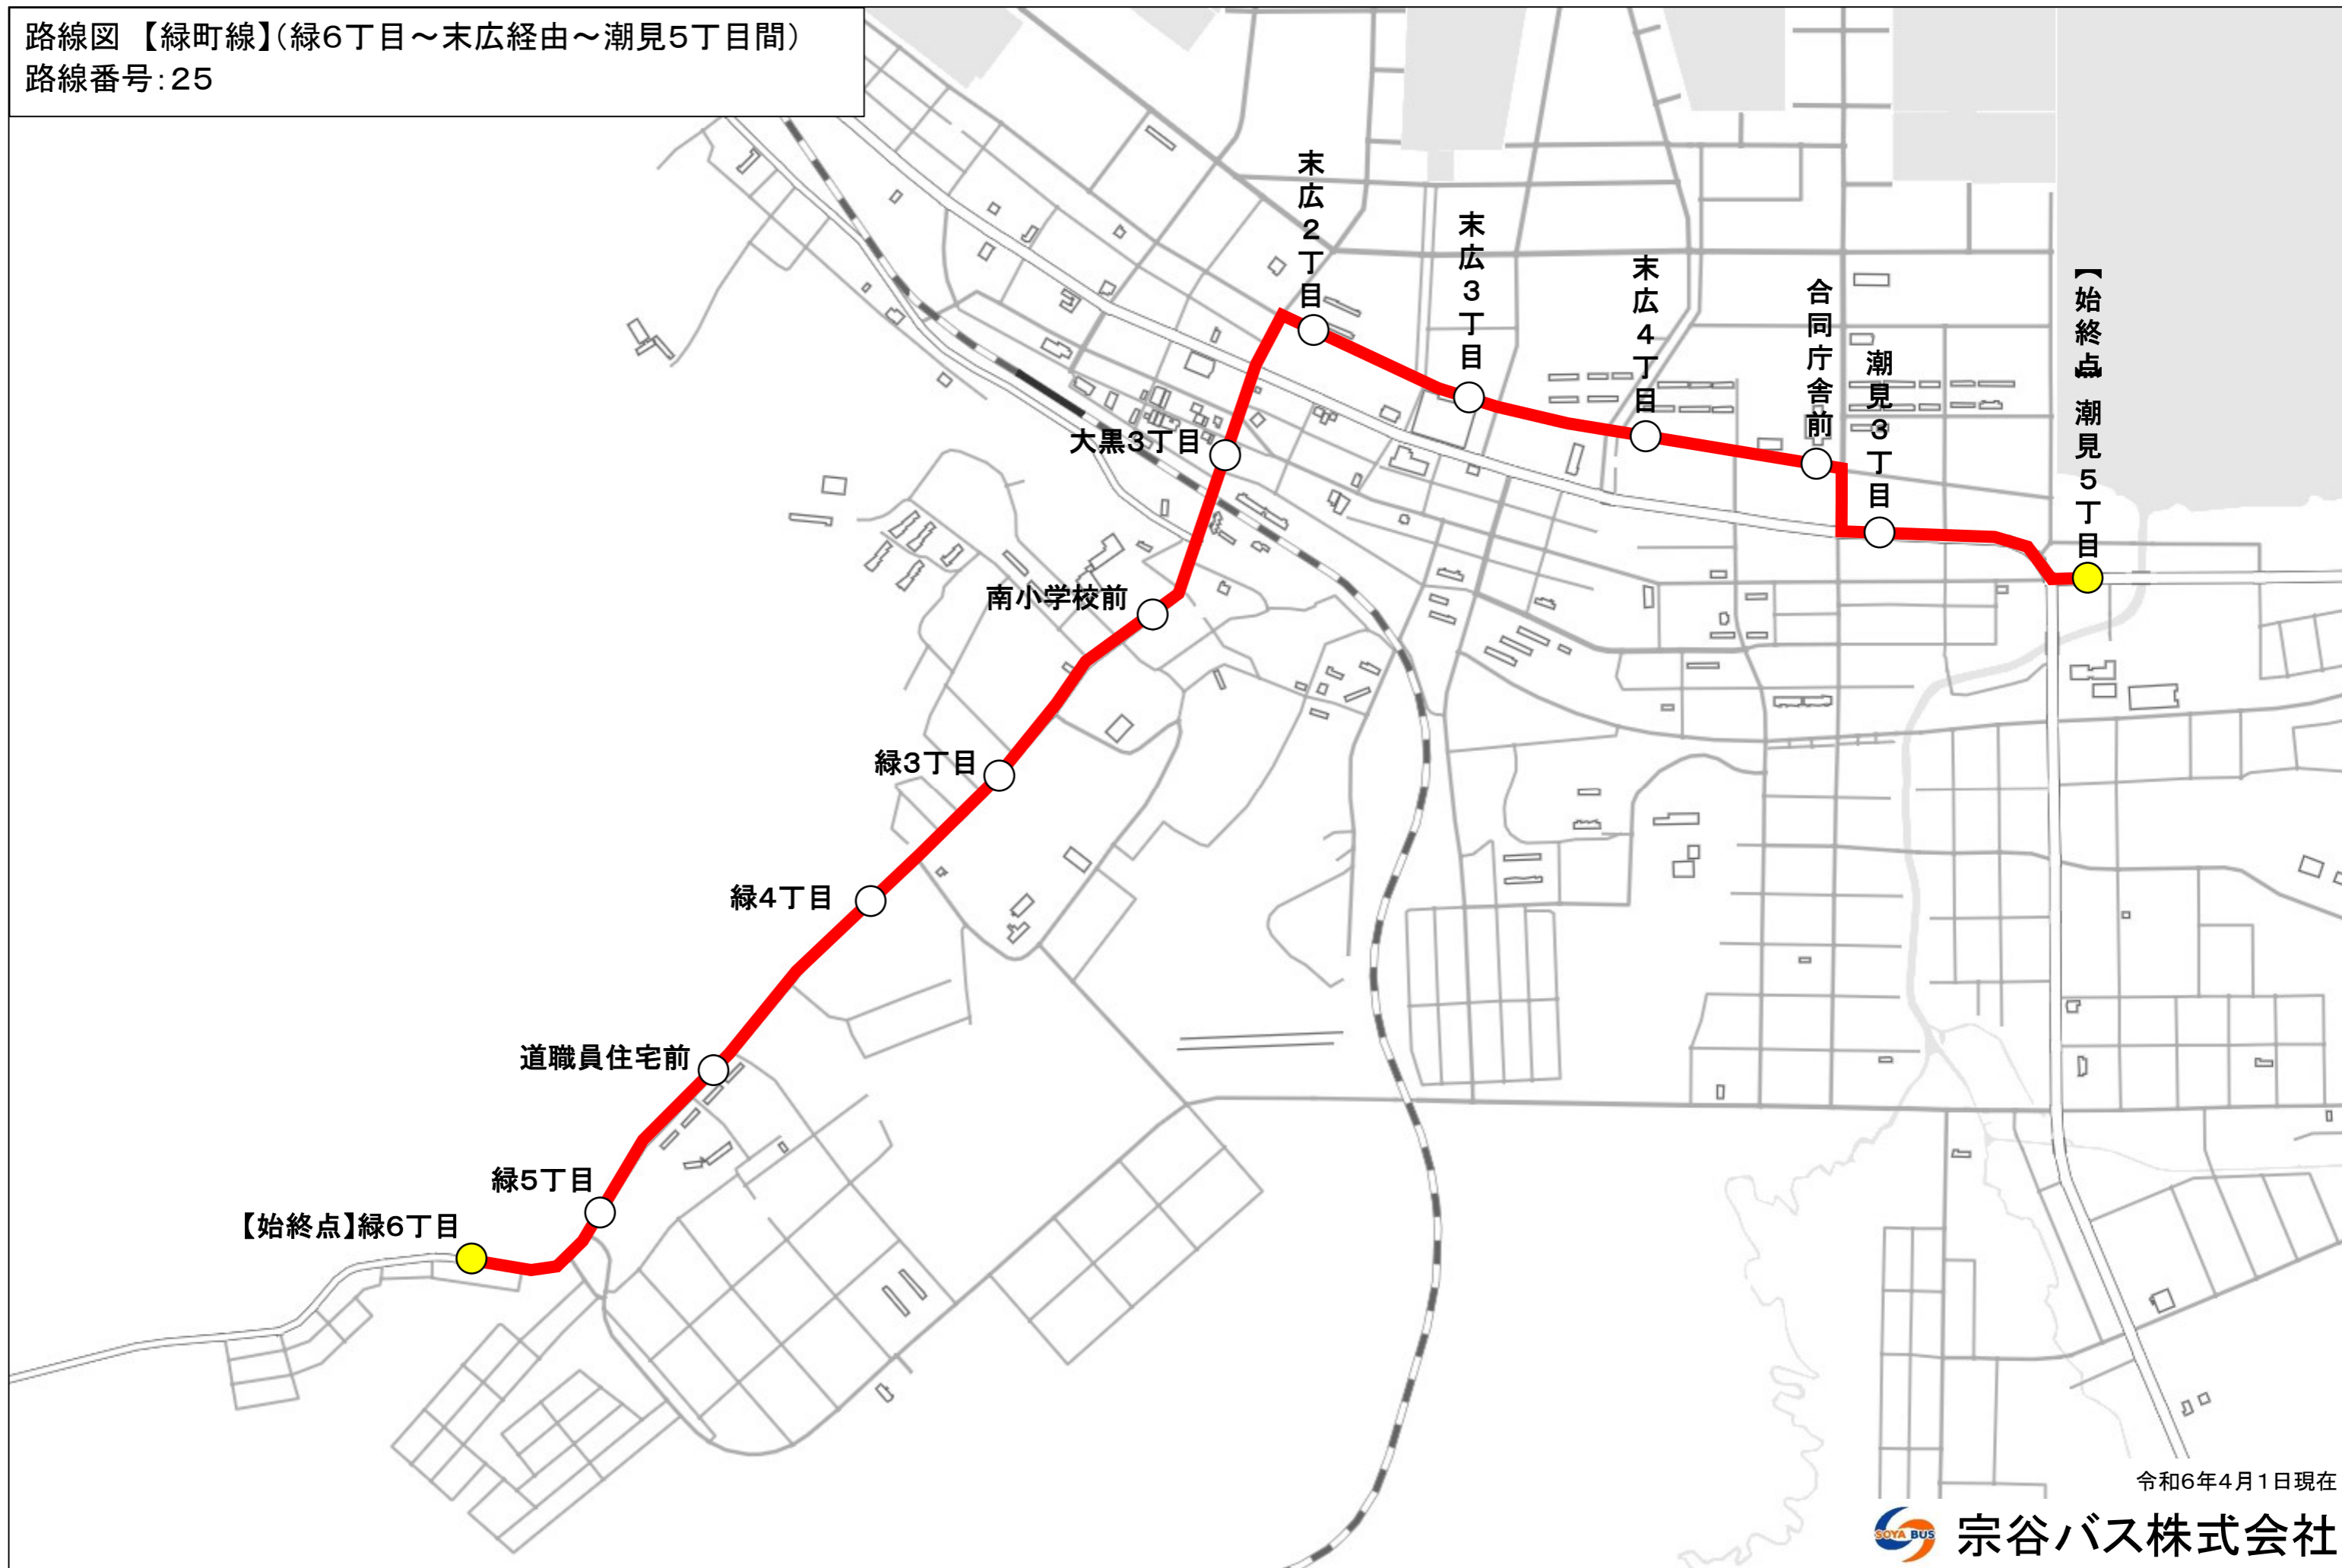 路線図 【緑町線】(緑6丁目～末広経由～潮見5丁目間)
路線番号:25
末広2丁目
末広3丁目
末広4丁目
合同庁舎前
潮見3丁目
【始終点】潮見5丁目
大黒3丁目
南小学校前
緑3丁目
緑4丁目
道職員住宅前
緑5丁目
【始終点】緑6丁目
令和6年4月1日現在
SOYA BUS
宗谷バス株式会社